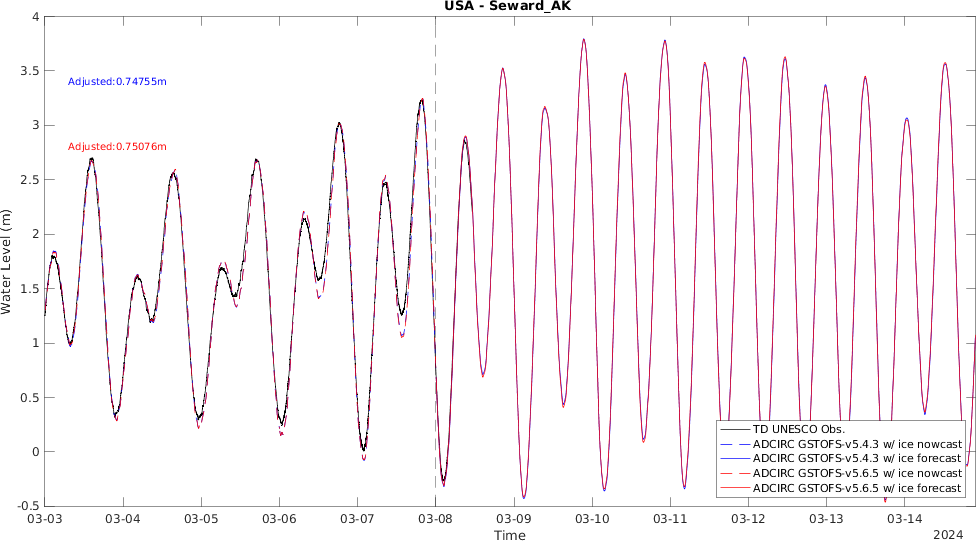 USA - Seward_AK
4
3.5
3
2.5
2
1.5
1
0.5
0
-0.5
Water Level (m)
Adjusted:0.74755m
Adjusted:0.75076m
TD UNESCO Obs.
ADCIRC GSTOFS-v5.4.3 w/ ice nowcast
ADCIRC GSTOFS-v5.4.3 w/ ice forecast
ADCIRC GSTOFS-v5.6.5 w/ ice nowcast
ADCIRC GSTOFS-v5.6.5 w/ ice forecast
03-03 03-04 03-05 03-06 03-07 03-08 03-09 03-10 03-11 03-12 03-13 03-14
Time
2024